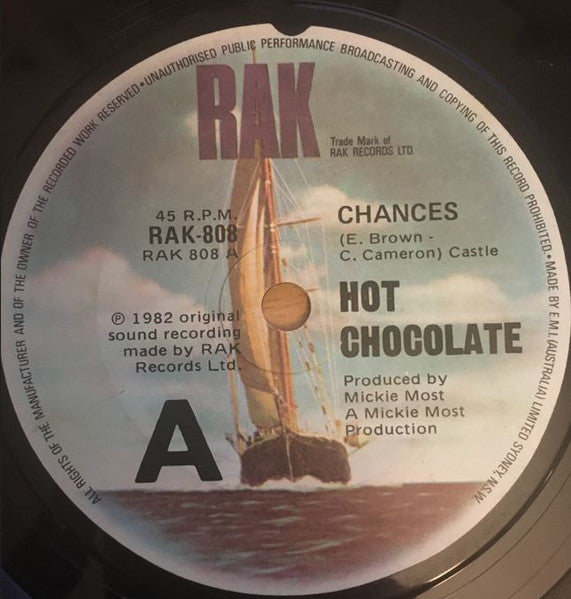 ALL RIGHTS OF THE MANUFACTURER AND OF THE OWNER OF THE RECORDED WORK RESERVED • UNAUTHORISED PUBLIC PERFORMANCE BROADCASTING AND COPYING OF THIS RECORD PROHIBITED • MADE BY E.M.I. (AUSTRALIA) LIMITED SYDNEY, N.S.W.
RAK
Trade Mark of
RAK RECORDS LTD.
45 R.P.M.
RAK-808
RAK 808 A
CHANCES
(E. Brown -
C. Cameron) Castle
HOT
CHOCOLATE
℗ 1982 original
sound recording
made by RAK
Records Ltd.
Produced by
Mickie Most
A Mickie Most
Production
A